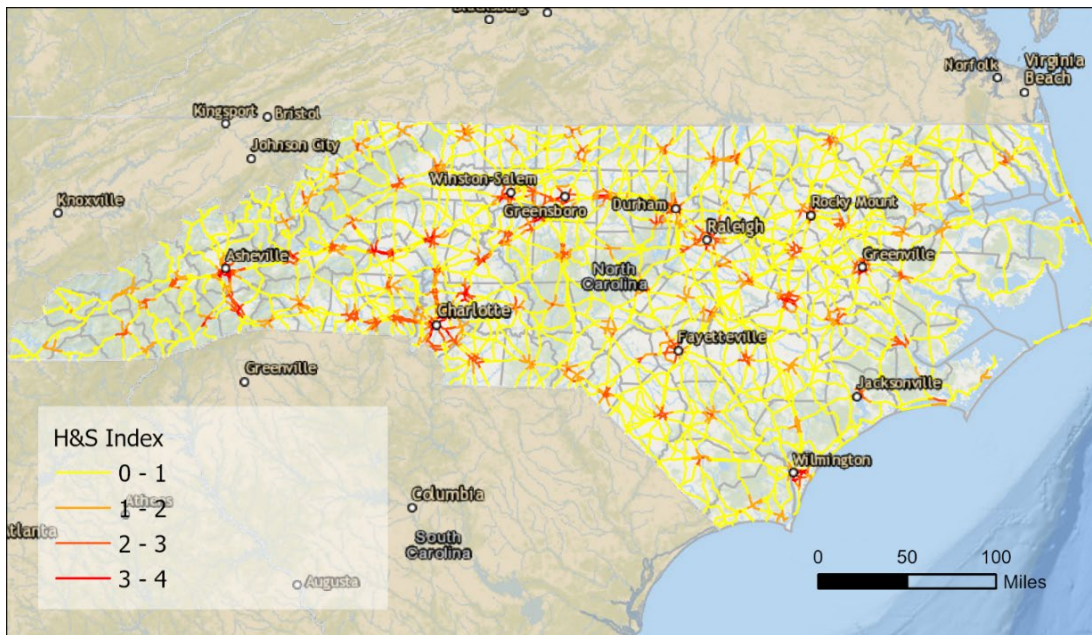 Norfolk
Virginia
Beach
Kingsport
Bristol
Johnson City
Knoxville
Winston-Salem
Greensboro
Durham
Rocky Mount
Raleigh
Asheville
Greenville
North
Carolina
Charlotte
Fayetteville
Greenville
Jacksonville
H&S Index
0 - 1
1 - 2
2 - 3
3 - 4
Wilmington
Athens
Atlanta
Columbia
South
Carolina
Augusta
0
50
100
Miles